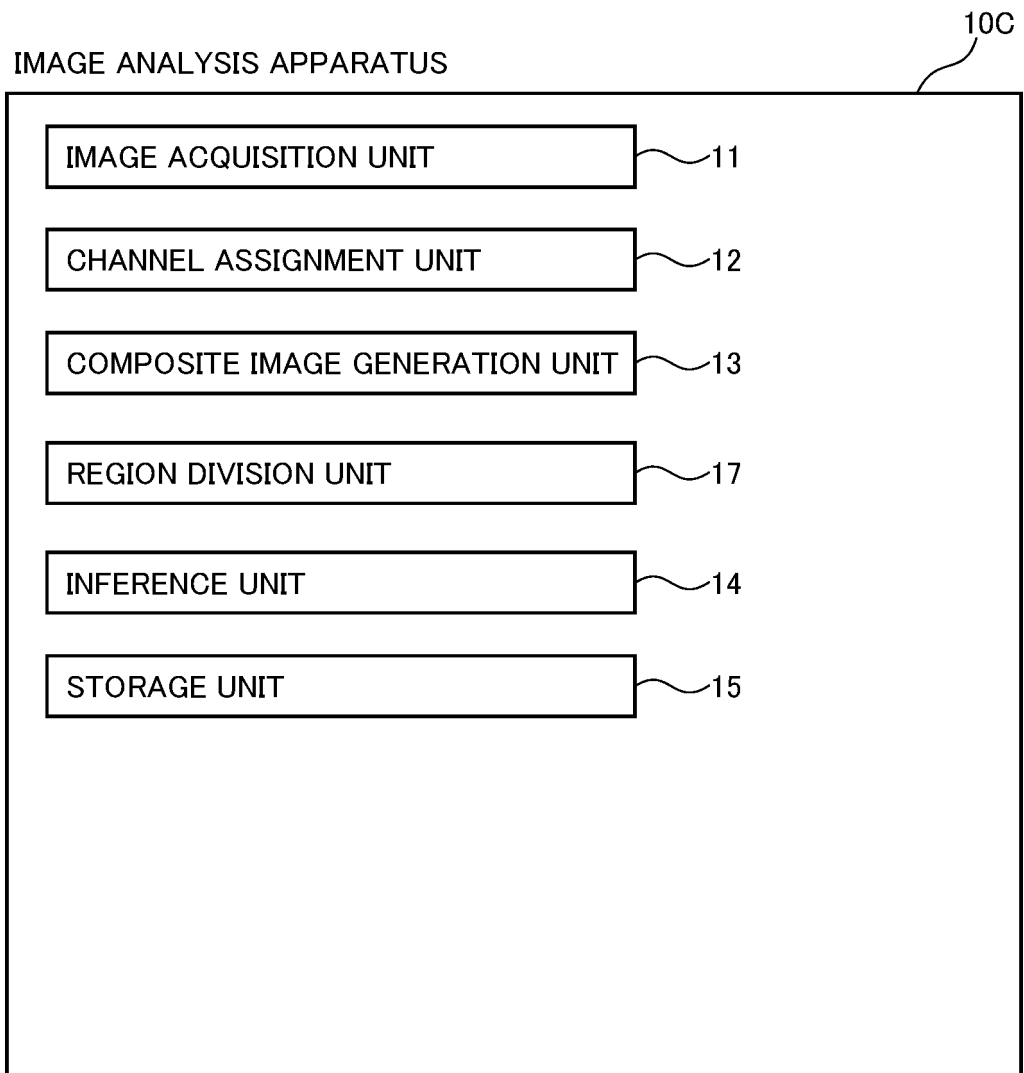 10C
IMAGE ANALYSIS APPARATUS
IMAGE ACQUISITION UNIT 11
CHANNEL ASSIGNMENT UNIT 12
COMPOSITE IMAGE GENERATION UNIT 13
REGION DIVISION UNIT 17
INFERENCE UNIT 14
STORAGE UNIT 15